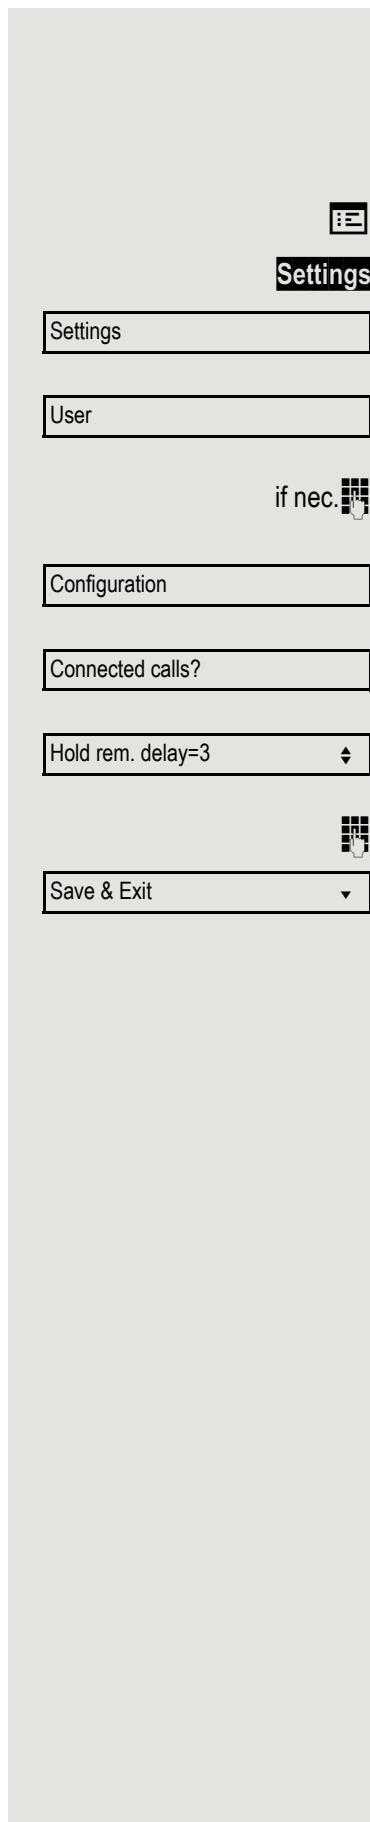 Settings
Settings
User
if nec.
Configuration
Connected calls?
Hold rem. delay=3
Save & Exit